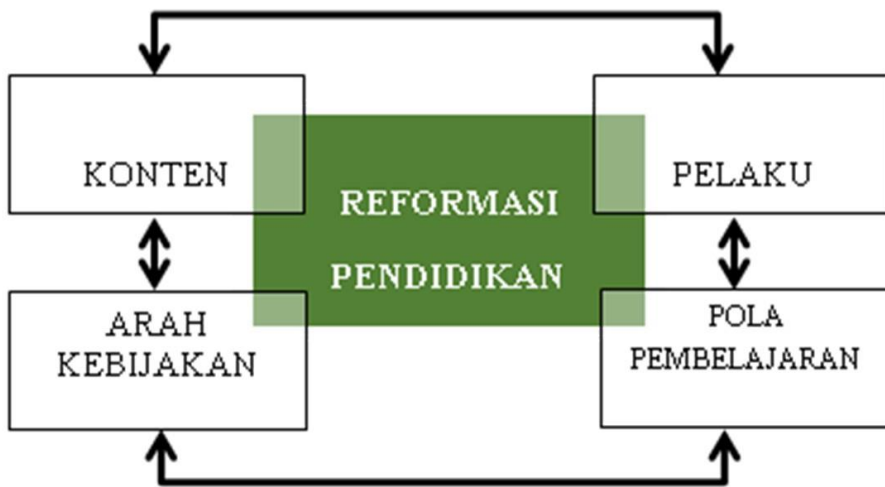 KONTEN
PELAKU
REFORMASI
PENDIDIKAN
ARAH
KEBIJAKAN
POLA
PEMBELAJARAN